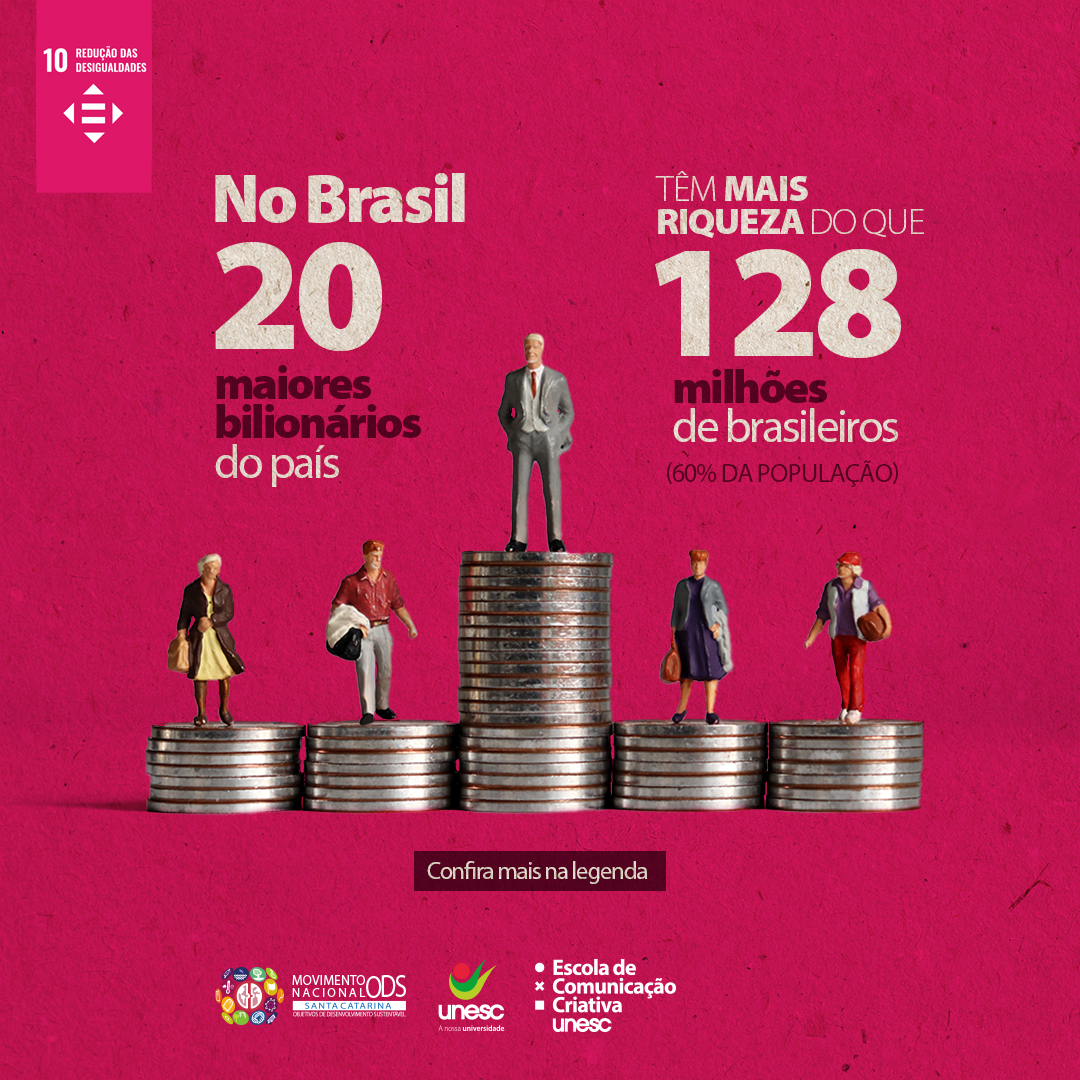 10 REDUÇÃO DAS
DESIGUALDADES
No Brasil
20
maiores
bilionários
do país
TÊM MAIS
RIQUEZA DO QUE
128
milhões
de brasileiros
(60% DA POPULAÇÃO)
Confira mais na legenda
MOVIMENTO
NACIONAL ODS
SANTA CATARINA
OBJETIVOS DE DESENVOLVIMENTO SUSTENTÁVEL
unesc
A nossa universidade
Escola de
Comunicação
Criativa
unesc